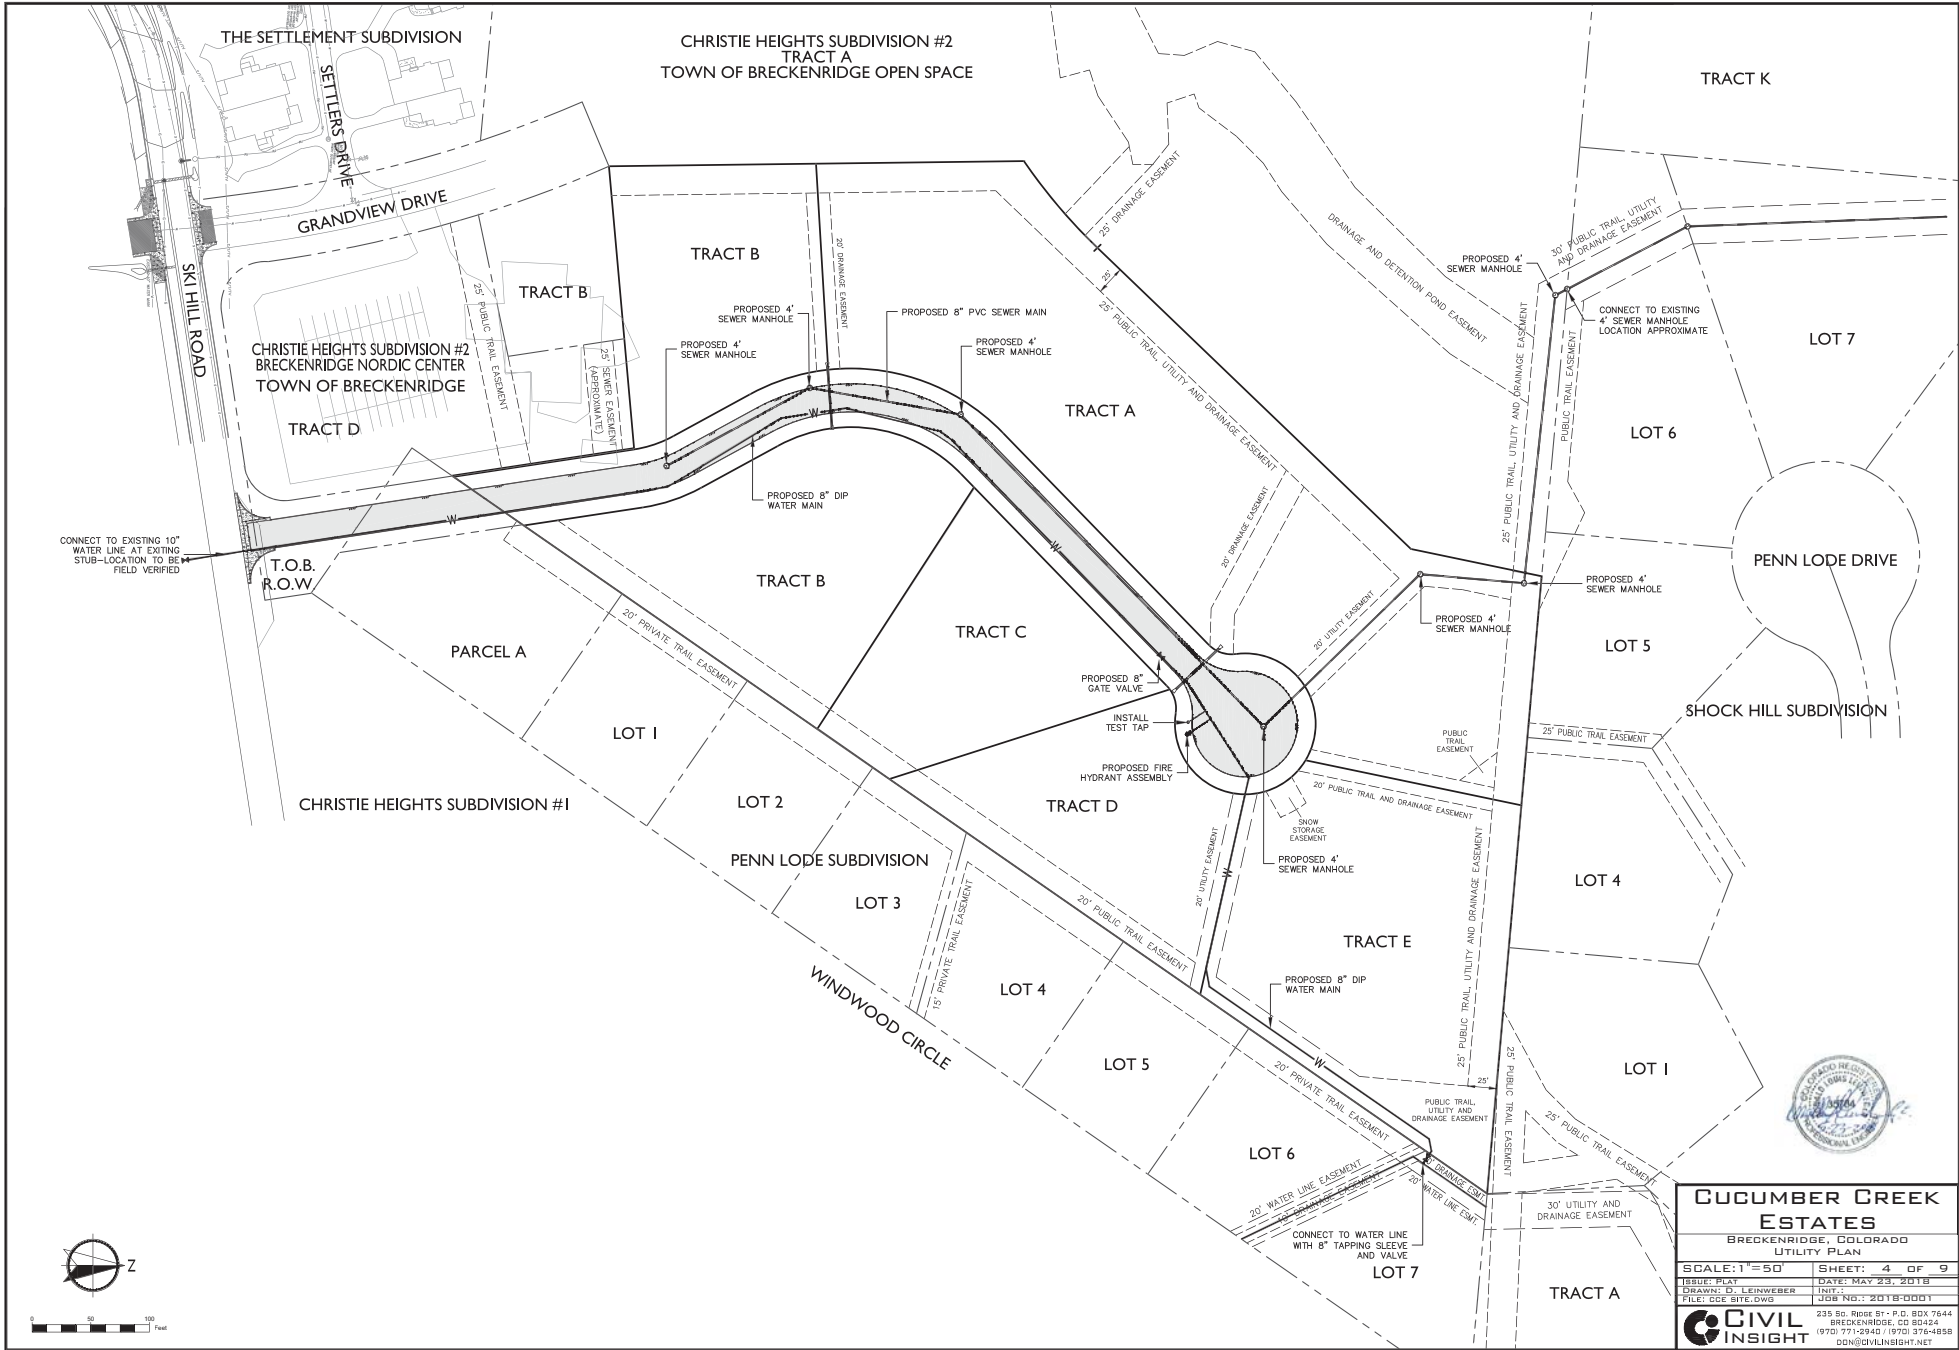 THE SETTLEMENT SUBDIVISION
SETTLERS DRIVE
CHRISTIE HEIGHTS SUBDIVISION #2
TRACT A
TOWN OF BRECKENRIDGE OPEN SPACE
TRACT K
GRANDVIEW DRIVE
SKI HILL ROAD
25' PUBLIC TRAIL EASEMENT
TRACT B
CHRISTIE HEIGHTS SUBDIVISION #2
BRECKENRIDGE NORDIC CENTER
TOWN OF BRECKENRIDGE
TRACT D
25' SEWER EASEMENT
(APPROXIMATE)
TRACT B
20' DRAINAGE EASEMENT
PROPOSED 4'
SEWER MANHOLE
PROPOSED 4'
SEWER MANHOLE
PROPOSED 8" PVC SEWER MAIN
PROPOSED 4'
SEWER MANHOLE
25' DRAINAGE EASEMENT
25'
25' PUBLIC TRAIL, UTILITY AND DRAINAGE EASEMENT
DRAINAGE AND DETENTION POND EASEMENT
TRACT A
PROPOSED 4'
SEWER MANHOLE
30' PUBLIC TRAIL, UTILITY
AND DRAINAGE EASEMENT
CONNECT TO EXISTING
4' SEWER MANHOLE
LOCATION APPROXIMATE
LOT 7
LOT 6
25' PUBLIC TRAIL, UTILITY AND DRAINAGE EASEMENT
PUBLIC TRAIL EASEMENT
W
W
W
PROPOSED 8" DIP
WATER MAIN
CONNECT TO EXISTING 10"
WATER LINE AT EXITING
STUB-LOCATION TO BE
FIELD VERIFIED
T.O.B.
R.O.W.
20' DRAINAGE EASEMENT
20' UTILITY EASEMENT
PROPOSED 4'
SEWER MANHOLE
PROPOSED 4'
SEWER MANHOLE
PENN LODE DRIVE
LOT 5
SHOCK HILL SUBDIVISION
TRACT B
TRACT C
PARCEL A
20' PRIVATE TRAIL EASEMENT
PROPOSED 8"
GATE VALVE
INSTALL
TEST TAP
PROPOSED FIRE
HYDRANT ASSEMBLY
PUBLIC
TRAIL
EASEMENT
25' PUBLIC TRAIL EASEMENT
LOT 1
CHRISTIE HEIGHTS SUBDIVISION #1
LOT 2
PENN LODE SUBDIVISION
LOT 3
TRACT D
20' UTILITY EASEMENT
W
SNOW
STORAGE
EASEMENT
20' PUBLIC TRAIL AND DRAINAGE EASEMENT
PROPOSED 4'
SEWER MANHOLE
25' PUBLIC TRAIL, UTILITY AND DRAINAGE EASEMENT
LOT 4
20' PUBLIC TRAIL EASEMENT
15' PRIVATE TRAIL EASEMENT
TRACT E
PROPOSED 8" DIP
WATER MAIN
WINDWOOD CIRCLE
LOT 4
LOT 5
W
20' PRIVATE TRAIL EASEMENT
25'
PUBLIC TRAIL,
UTILITY AND
DRAINAGE EASEMENT
25' PUBLIC TRAIL EASEMENT
LOT 1
25' PUBLIC TRAIL EASEMENT
LOT 6
20' WATER LINE EASEMENT
10' DRAINAGE EASEMENT
DRAINAGE ESMT.
20' WATER LINE ESMT.
30' UTILITY AND
DRAINAGE EASEMENT
CONNECT TO WATER LINE
WITH 8" TAPPING SLEEVE
AND VALVE
LOT 7
TRACT A
COLORADO REGISTERED
PROFESSIONAL ENGINEER
Z
0 50 100
Feet
CUCUMBER CREEK
ESTATES
BRECKENRIDGE, COLORADO
UTILITY PLAN
SCALE:1"=50' SHEET: 4 OF 9
ISSUE: PLAT DATE: MAY 23, 2018
DRAWN: D. LEINWEBER INIT.:
FILE: CCE SITE.DWG JOB NO.: 2018-0001
CIVIL
INSIGHT
235 SO. RIDGE ST - P.O. BOX 7644
BRECKENRIDGE, CO 80424
(970) 771-2940 / (970) 376-4858
DON@CIVILINSIGHT.NET